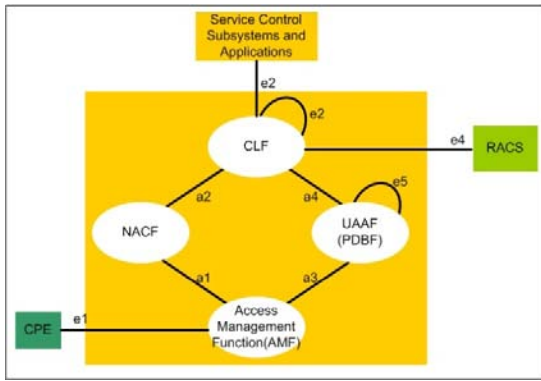 Service Control
Subsystems and
Applications
e2
e2
CLF
e4
RACS
a2
a4
e5
NACF
UAAF
(PDBF)
a1
a3
e1
CPE
Access
Management
Function(AMF)